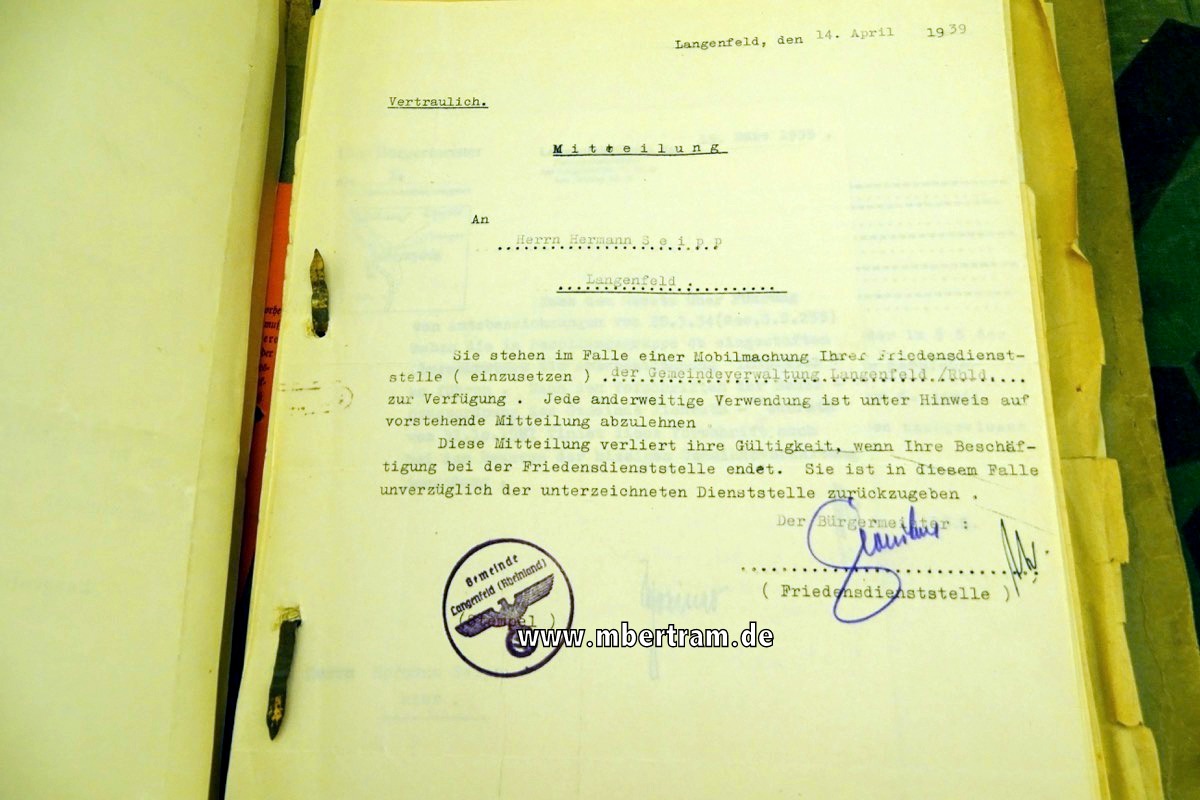 Langenfeld, den 14. April 1939
Vertraulich.
Mitteilung
An
Herrn Hermann Seipp
Langenfeld .
Sie stehen im Falle einer Mobilmachung Ihrer Friedensdienst-
stelle ( einzusetzen ) der Gemeindeverwaltung Langenfeld /Rhld.
zur Verfügung . Jede anderweitige Verwendung ist unter Hinweis auf
vorstehende Mitteilung abzulehnen
Diese Mitteilung verliert ihre Gültigkeit, wenn Ihre Beschäf-
tigung bei der Friedensdienststelle endet. Sie ist in diesem Falle
unverzüglich der unterzeichneten Dienststelle zurückzugeben .
Der Bürgermeister :
( Friedensdienststelle )
Gemeinde
Langenfeld (Rheinland)
(Stempel )
www.mbertram.de